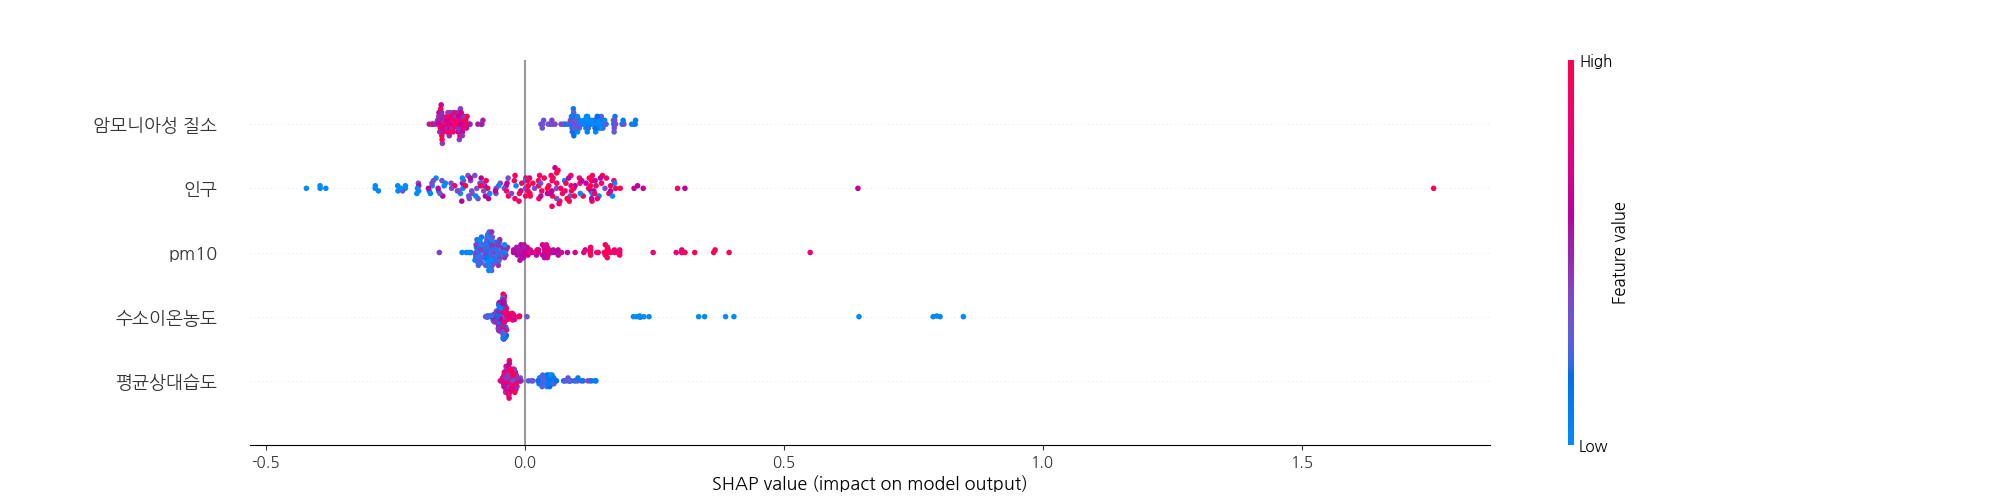 High
암모니아성 질소
인구
pm10
수소이온농도
평균상대습도
Feature value
Low
-0.5 0.0 0.5 1.0 1.5
SHAP value (impact on model output)